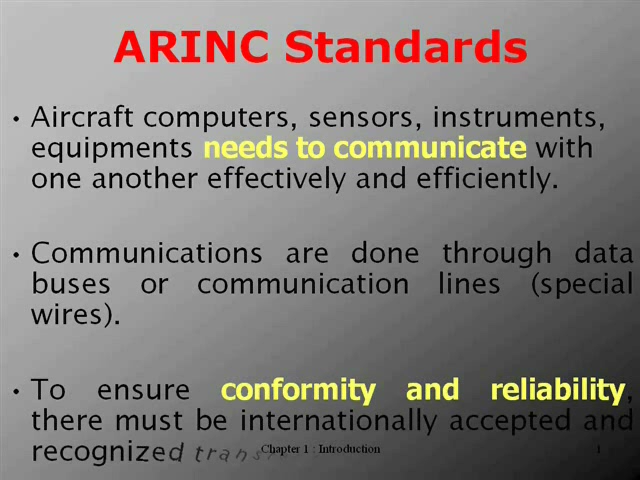 ARINC Standards
• Aircraft computers, sensors, instruments,
equipments needs to communicate with
one another effectively and efficiently.
• Communications are done through data
buses or communication lines (special
wires).
• To ensure conformity and reliability,
there must be internationally accepted and
recognized
Chapter 1 : Introduction
1